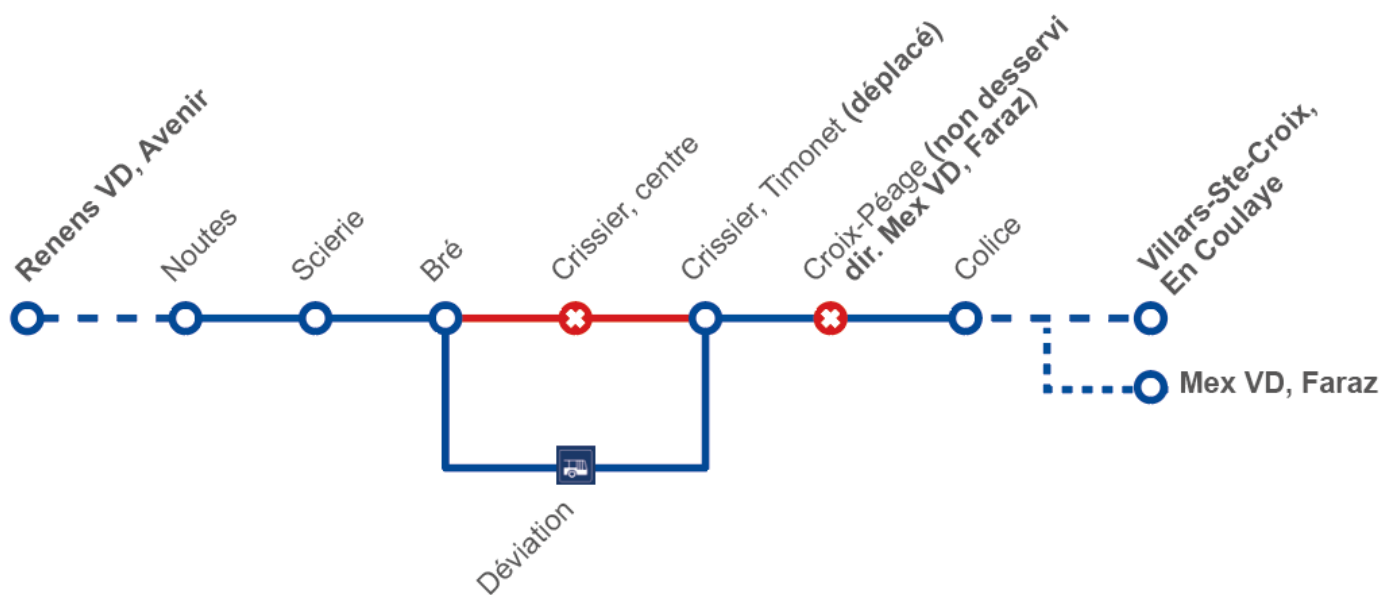 Renens VD, Avenir
Noutes
Scierie
Bré
Crissier, centre
Crissier, Timonet (déplacé)
Croix-Péage (non desservi
dir. Mex VD, Faraz)
Colice
Villars-Ste-Croix,
En Coulaye
Mex VD, Faraz
Déviation